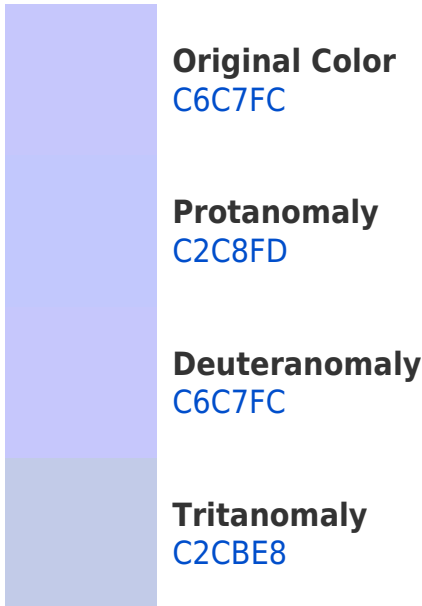 Original Color
C6C7FC
Protanomaly
C2C8FD
Deuteranomaly
C6C7FC
Tritanomaly
C2CBE8